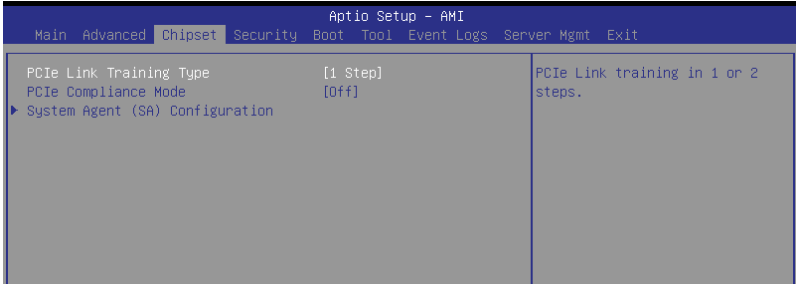 Aptio Setup – AMI
Main Advanced Chipset Security Boot Tool Event Logs Server Mgmt Exit
PCIe Link Training Type [1 Step]
PCIe Compliance Mode [Off]
System Agent (SA) Configuration
PCIe Link training in 1 or 2
steps.